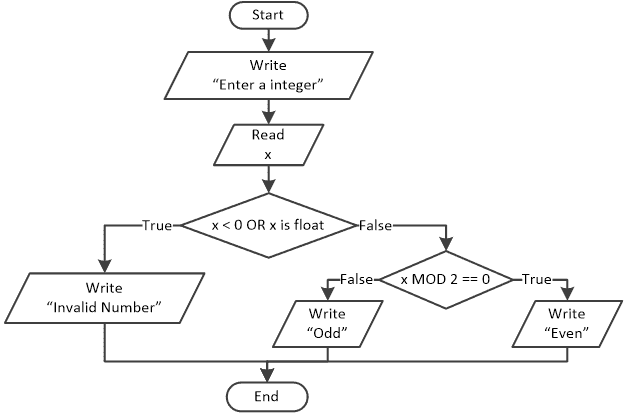 Start
Write
“Enter a integer”
Read
x
x < 0 OR x is float
True
False
Write
“Invalid Number”
x MOD 2 == 0
False
True
Write
“Odd”
Write
“Even”
End